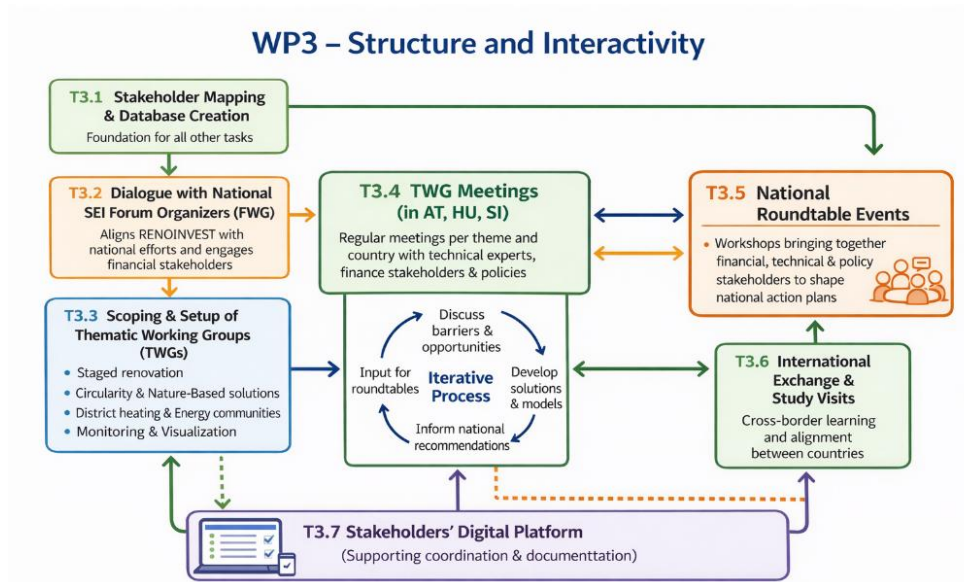 WP3 – Structure and Interactivity
T3.1 Stakeholder Mapping
& Database Creation
Foundation for all other tasks
T3.2 Dialogue with National
SEI Forum Organizers (FWG)
Aligns RENOINVEST with
national efforts and engages
financial stakeholders
T3.3 Scoping & Setup of
Thematic Working Groups
(TWGs)
• Staged renovation
• Circularity & Nature-Based solutions
• District heating & Energy communities
• Monitoring & Visualization
T3.4 TWG Meetings
(in AT, HU, SI)
Regular meetings per theme and
country with technical experts,
finance stakeholders & policies
Discuss
barriers &
opportunities
Develop
solutions
& models
Inform national
recommendations
Input for
roundtables
Iterative
Process
T3.5 National
Roundtable Events
• Workshops bringing together
financial, technical & policy
stakeholders to shape
national action plans
T3.6 International
Exchange &
Study Visits
Cross-border learning
and alignment
between countries
T3.7 Stakeholders' Digital Platform
(Supporting coordination & documenttation)